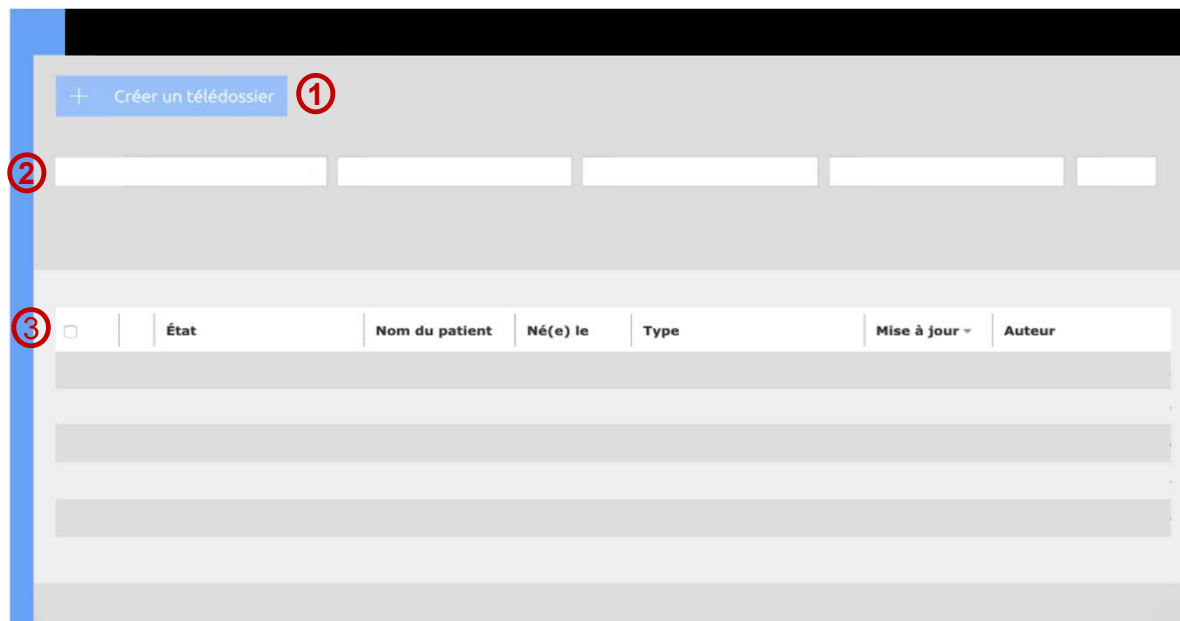 + Créer un télédossier 1
2
3 État Nom du patient Né(e) le Type Mise à jour Auteur